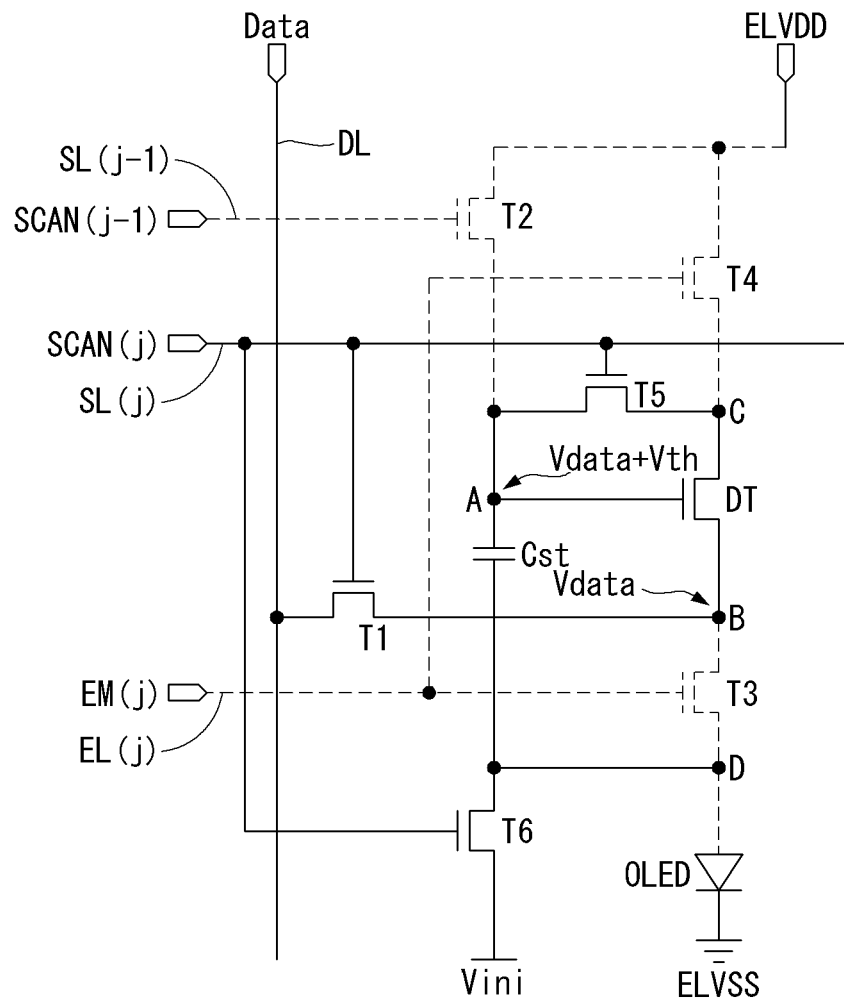 Data
ELVDD
SL(j-1)
DL
SCAN(j-1)
T2
T4
SCAN(j)
SL(j)
T5
C
Vdata+Vth
A
DT
Cst
Vdata
B
T1
EM(j)
T3
EL(j)
D
T6
OLED
Vini
ELVSS